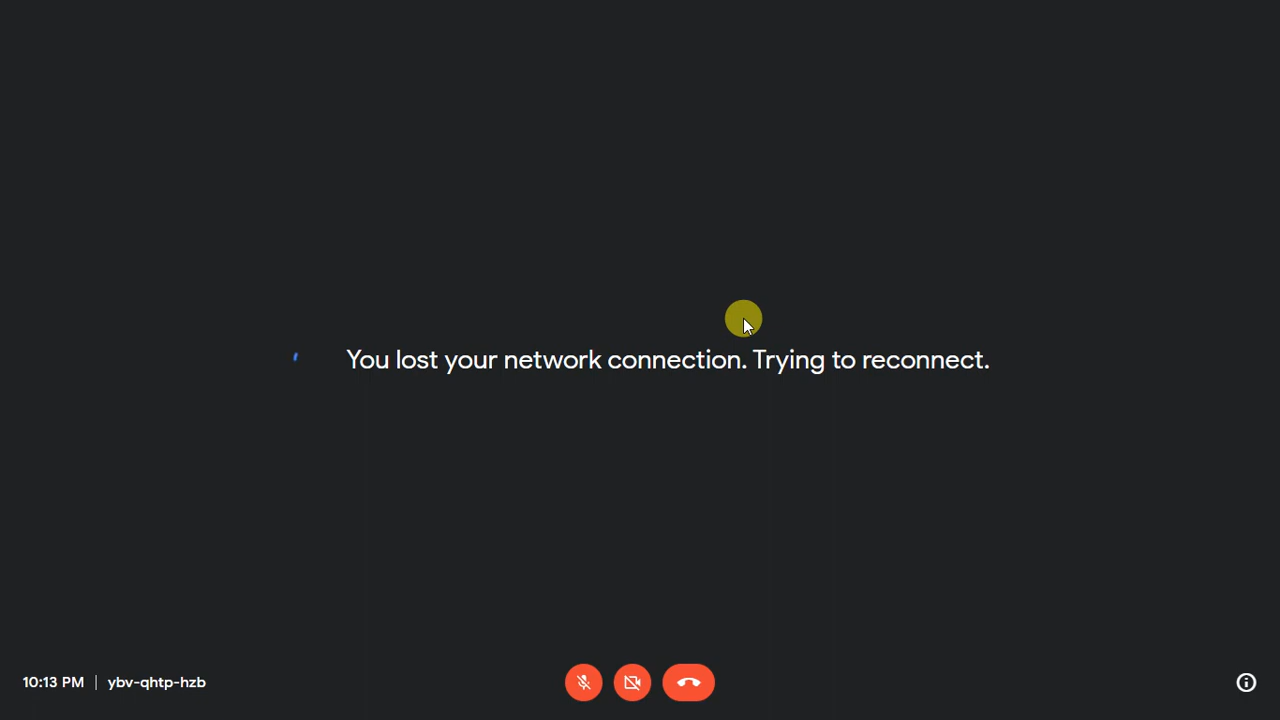 You lost your network connection. Trying to reconnect.
10:13 PM | ybv-qhtp-hzb